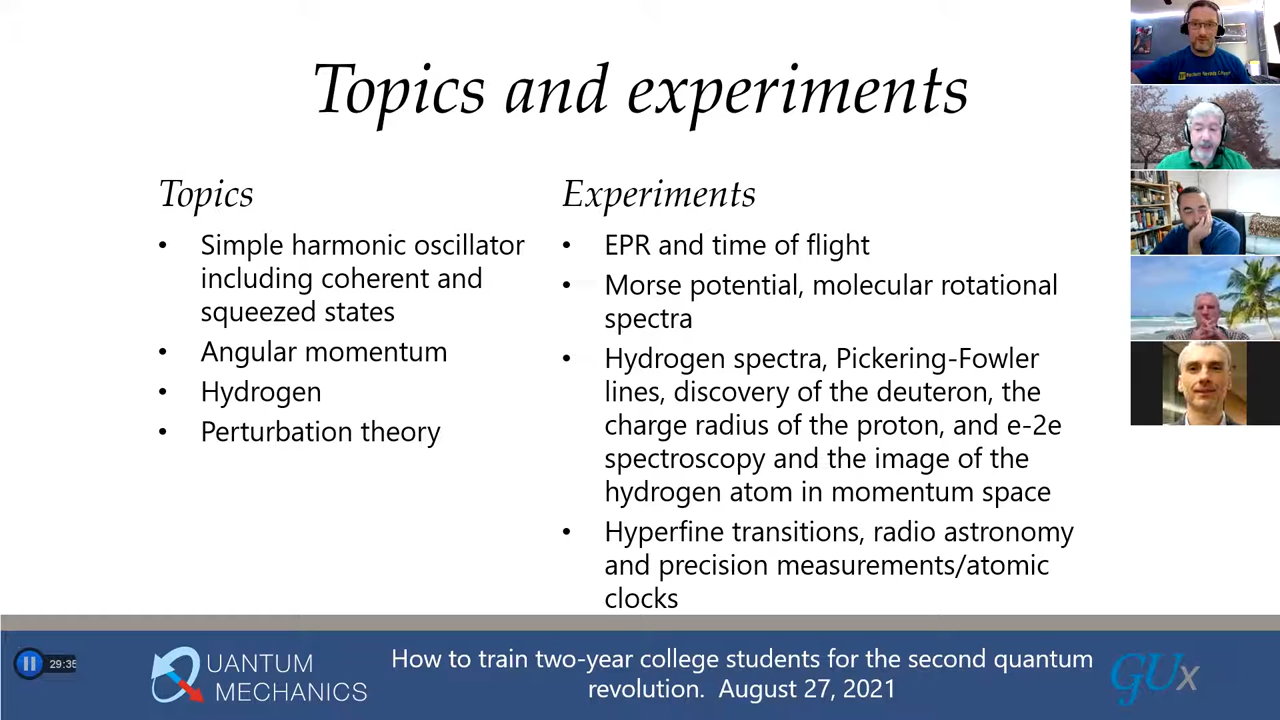 Topics and experiments
Topics
• Simple harmonic oscillator
including coherent and
squeezed states
• Angular momentum
• Hydrogen
• Perturbation theory
Experiments
• EPR and time of flight
• Morse potential, molecular rotational
spectra
• Hydrogen spectra, Pickering-Fowler
lines, discovery of the deuteron, the
charge radius of the proton, and e-2e
spectroscopy and the image of the
hydrogen atom in momentum space
• Hyperfine transitions, radio astronomy
and precision measurements/atomic
clocks
29:35
QUANTUM
MECHANICS
How to train two-year college students for the second quantum
revolution. August 27, 2021
GUx